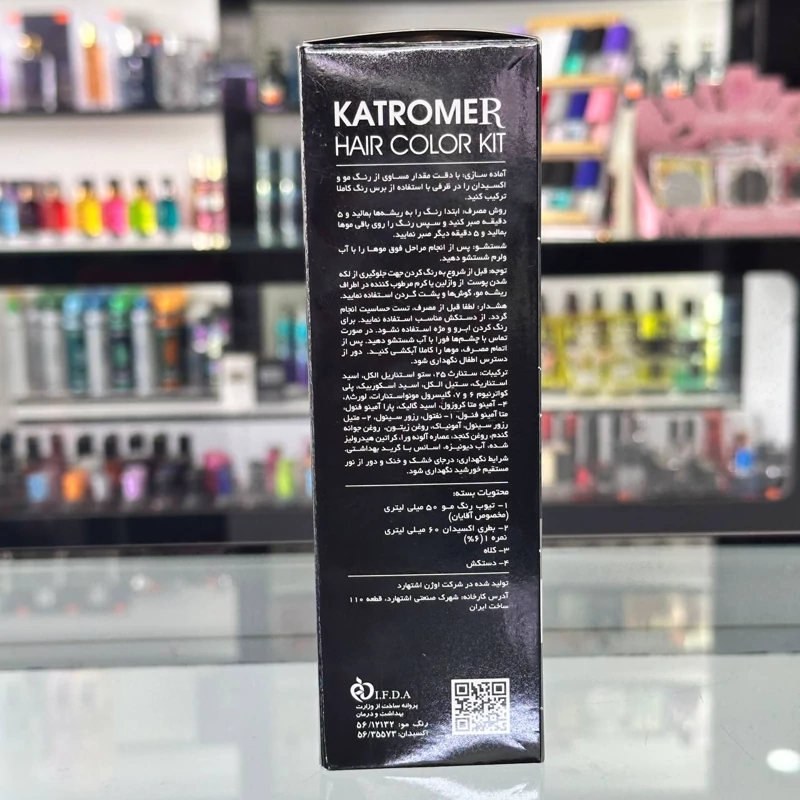 KATROMER
HAIR COLOR KIT
آماده سازی: با دقت مقدار مساوی از رنگ مو و
اکسیدان را در ظرفی با استفاده از برس رنگ کاملا
ترکیب کنید.
روش مصرف: ابتدا رنگ را به ریشه‌ها بمالید و ۵
دقیقه صبر کنید و سپس رنگ را روی باقی موها
بمالید و ۵ دقیقه دیگر صبر نمایید.
شستشو: پس از انجام مراحل فوق موها را با آب
ولرم شستشو دهید.
توجه: قبل از شروع به رنگ کردن جهت جلوگیری از لکه
شدن پوست از وازلین یا کرم مرطوب کننده در اطراف
ریشه مو، گوش‌ها و پشت گردن استفاده نمایید.
هشدار: لطفا قبل از مصرف، تست حساسیت انجام
گردد. از دستکش مناسب استفاده نمایید. برای
رنگ کردن ابرو و مژه استفاده نشود. در صورت
تماس با چشم‌ها فورا با آب شستشو دهید. پس از
اتمام مصرف، موها را کاملا آبکشی کنید. دور از
دسترس اطفال نگهداری شود.
ترکیبات: ستئارث ۲۵، ستو استئاریل الکل، اسید
استئاریک، ستیل الکل، اسید اسکوربیک، پلی
کواترنیوم ۶ و ۷، گلیسرول مونواستئارات، لورث۸،
۴- آمینو متا کروزول، اسید گالیک، پارا آمینو فنول،
متا آمینو فنول، ۱- نفتول، رزور سینول، ۲- متیل
رزور سینول، آمونیاک، روغن زیتون، روغن جوانه
گندم، روغن کنجد، عصاره آلوئه ورا، کراتین هیدرولیز
شده، آب دیونیزه، اسانس با گرید بهداشتی.
شرایط نگهداری: درجای خشک و خنک و دور از نور
مستقیم خورشید نگهداری شود.
محتویات بسته:
۱- تیوب رنگ مو ۵۰ میلی لیتری
(مخصوص آقایان)
۲- بطری اکسیدان ۶۰ میلی لیتری
نمره ۱(۶%)
۳- کلاه
۴- دستکش
تولید شده در شرکت اوژن اشتهارد
آدرس کارخانه: شهرک صنعتی اشتهارد، قطعه ۱۱۰
ساخت ایران
I.F.D.A
پروانه ساخت از وزارت
بهداشت و درمان
رنگ مو: ۵۶/۱۲۱۳۲
اکسیدان: ۵۶/۳۵۵۷۳